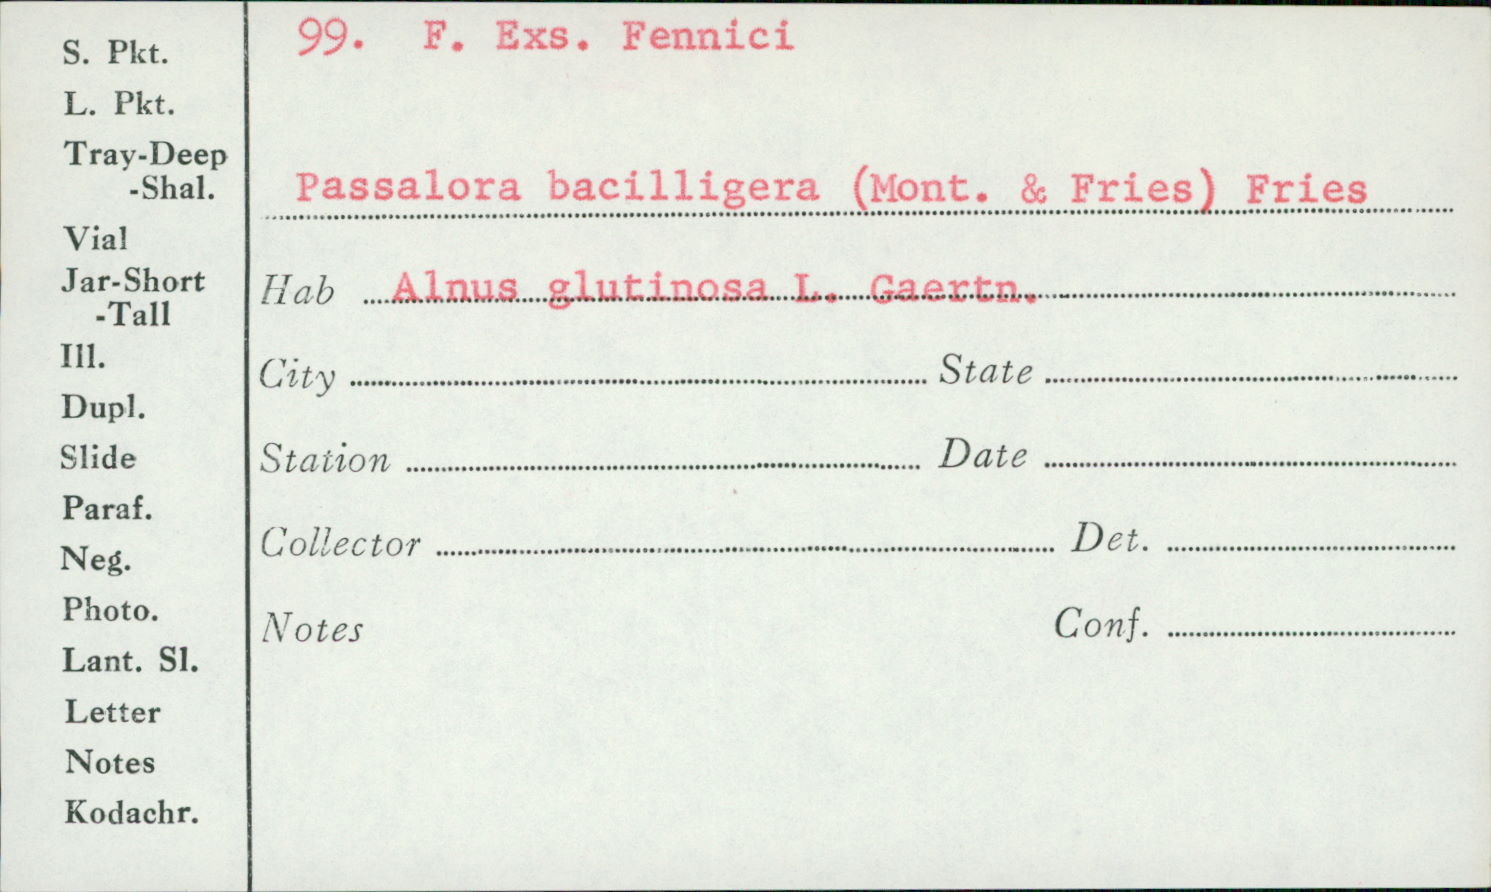 99. F. Exs. Fennici
Passalora bacilligera (Mont. & Fries) Fries
Hab Alnus glutinosa L. Gaertn.
City State
Station Date
Collector Det.
Notes Conf.
S. Pkt.
L. Pkt.
Tray-Deep
-Shal.
Vial
Jar-Short
-Tall
Ill.
Dupl.
Slide
Paraf.
Neg.
Photo.
Lant. Sl.
Letter
Notes
Kodachr.